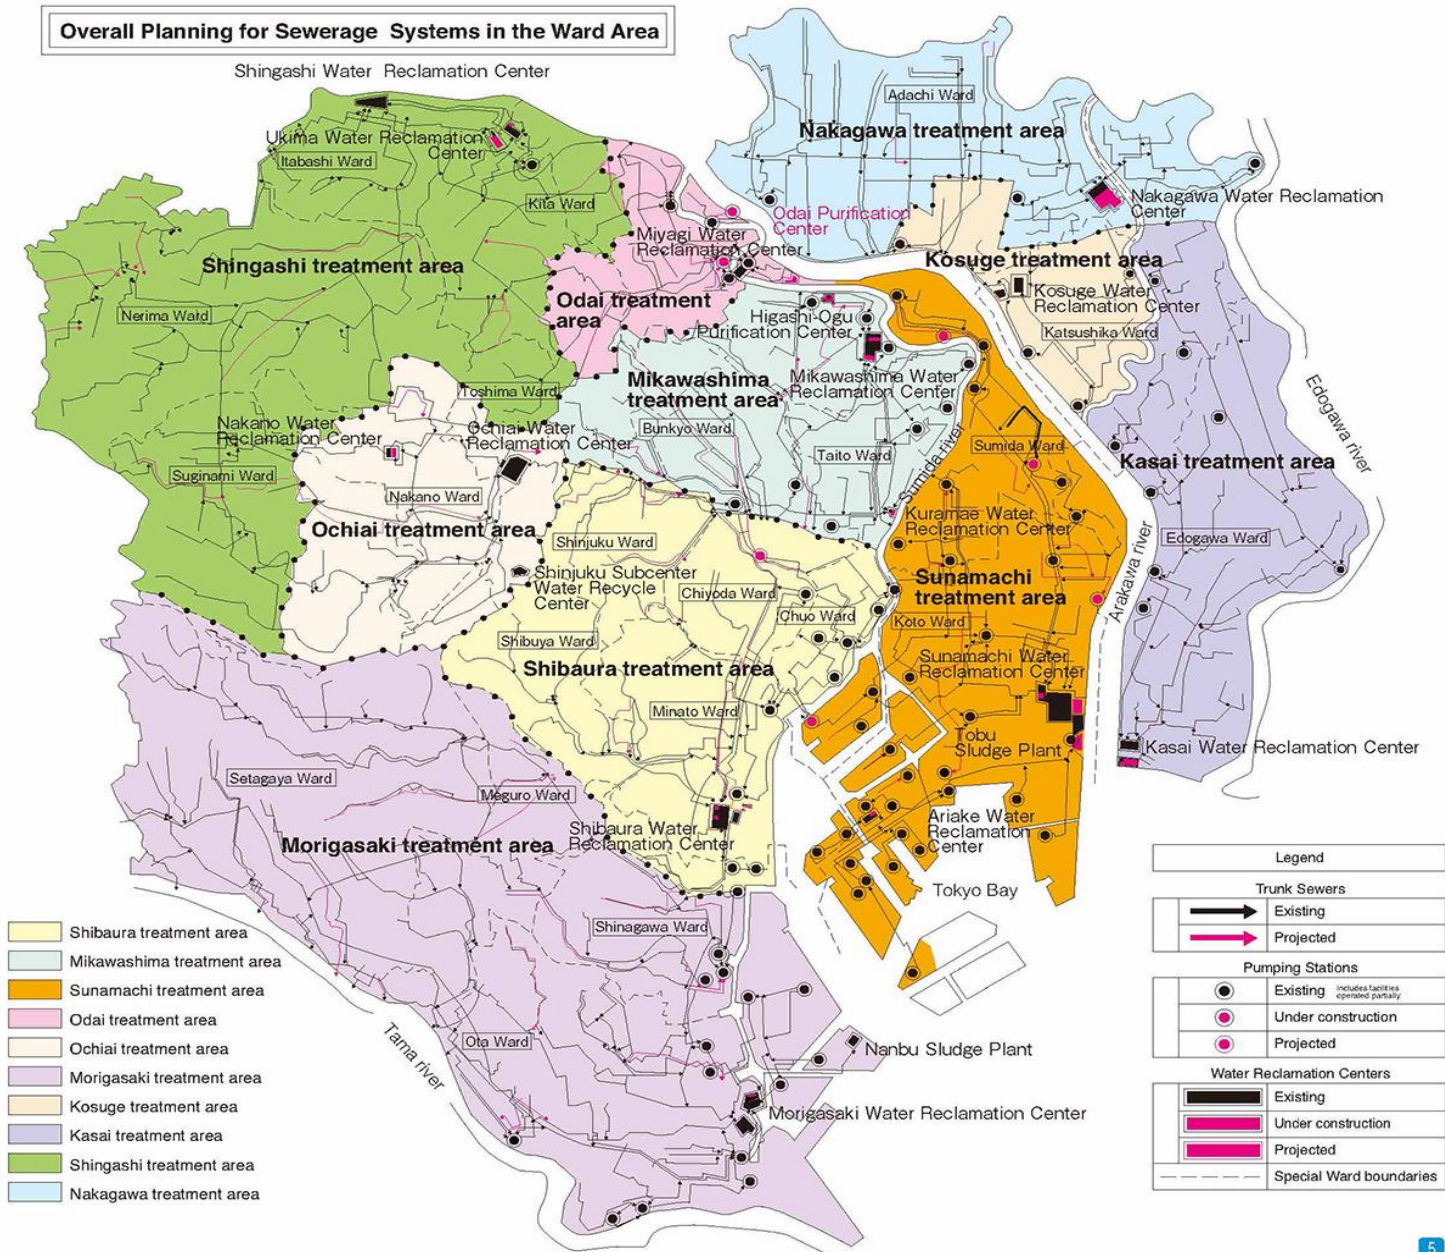 Overall Planning for Sewerage Systems in the Ward Area
Shingashi Water Reclamation Center
Adachi Ward
Nakagawa treatment area
Ukima Water Reclamation
Center
Itabashi Ward
Kita Ward
Nakagawa Water Reclamation
Center
Odai Purification
Center
Miyagi Water
Reclamation Center
Shingashi treatment area
Kosuge treatment area
Kosuge Water
Reclamation Center
Katsushika Ward
Odai treatment
area
Nerima Ward
Higashi-Ogu
Purification Center
Mikawashima
treatment area
Mikawashima Water
Reclamation Center
Toshima Ward
Edogawa river
Nakano Water
Reclamation Center
Ochiai Water
Reclamation Center
Bunkyo Ward
Taito Ward
Sumida river
Sumida Ward
Kasai treatment area
Suginami Ward
Nakano Ward
Ochiai treatment area
Shinjuku Ward
Kuramae Water
Reclamation Center
Arakawa river
Edogawa Ward
Shinjuku Subcenter
Water Recycle
Center
Chiyoda Ward
Chuo Ward
Sunamachi
treatment area
Koto Ward
Shibuya Ward
Shibaura treatment area
Sunamachi Water
Reclamation Center
Minato Ward
Tobu
Sludge Plant
Kasai Water Reclamation Center
Setagaya Ward
Meguro Ward
Morigasaki treatment area
Shibaura Water
Reclamation Center
Ariake Water
Reclamation
Center
Tokyo Bay
Shinagawa Ward
Ota Ward
Tama river
Nanbu Sludge Plant
Morigasaki Water Reclamation Center
Shibaura treatment area
Mikawashima treatment area
Sunamachi treatment area
Odai treatment area
Ochiai treatment area
Morigasaki treatment area
Kosuge treatment area
Kasai treatment area
Shingashi treatment area
Nakagawa treatment area
Legend
Trunk Sewers
Existing
Projected
Pumping Stations
Existing includes facilities
operated partially
Under construction
Projected
Water Reclamation Centers
Existing
Under construction
Projected
Special Ward boundaries
5